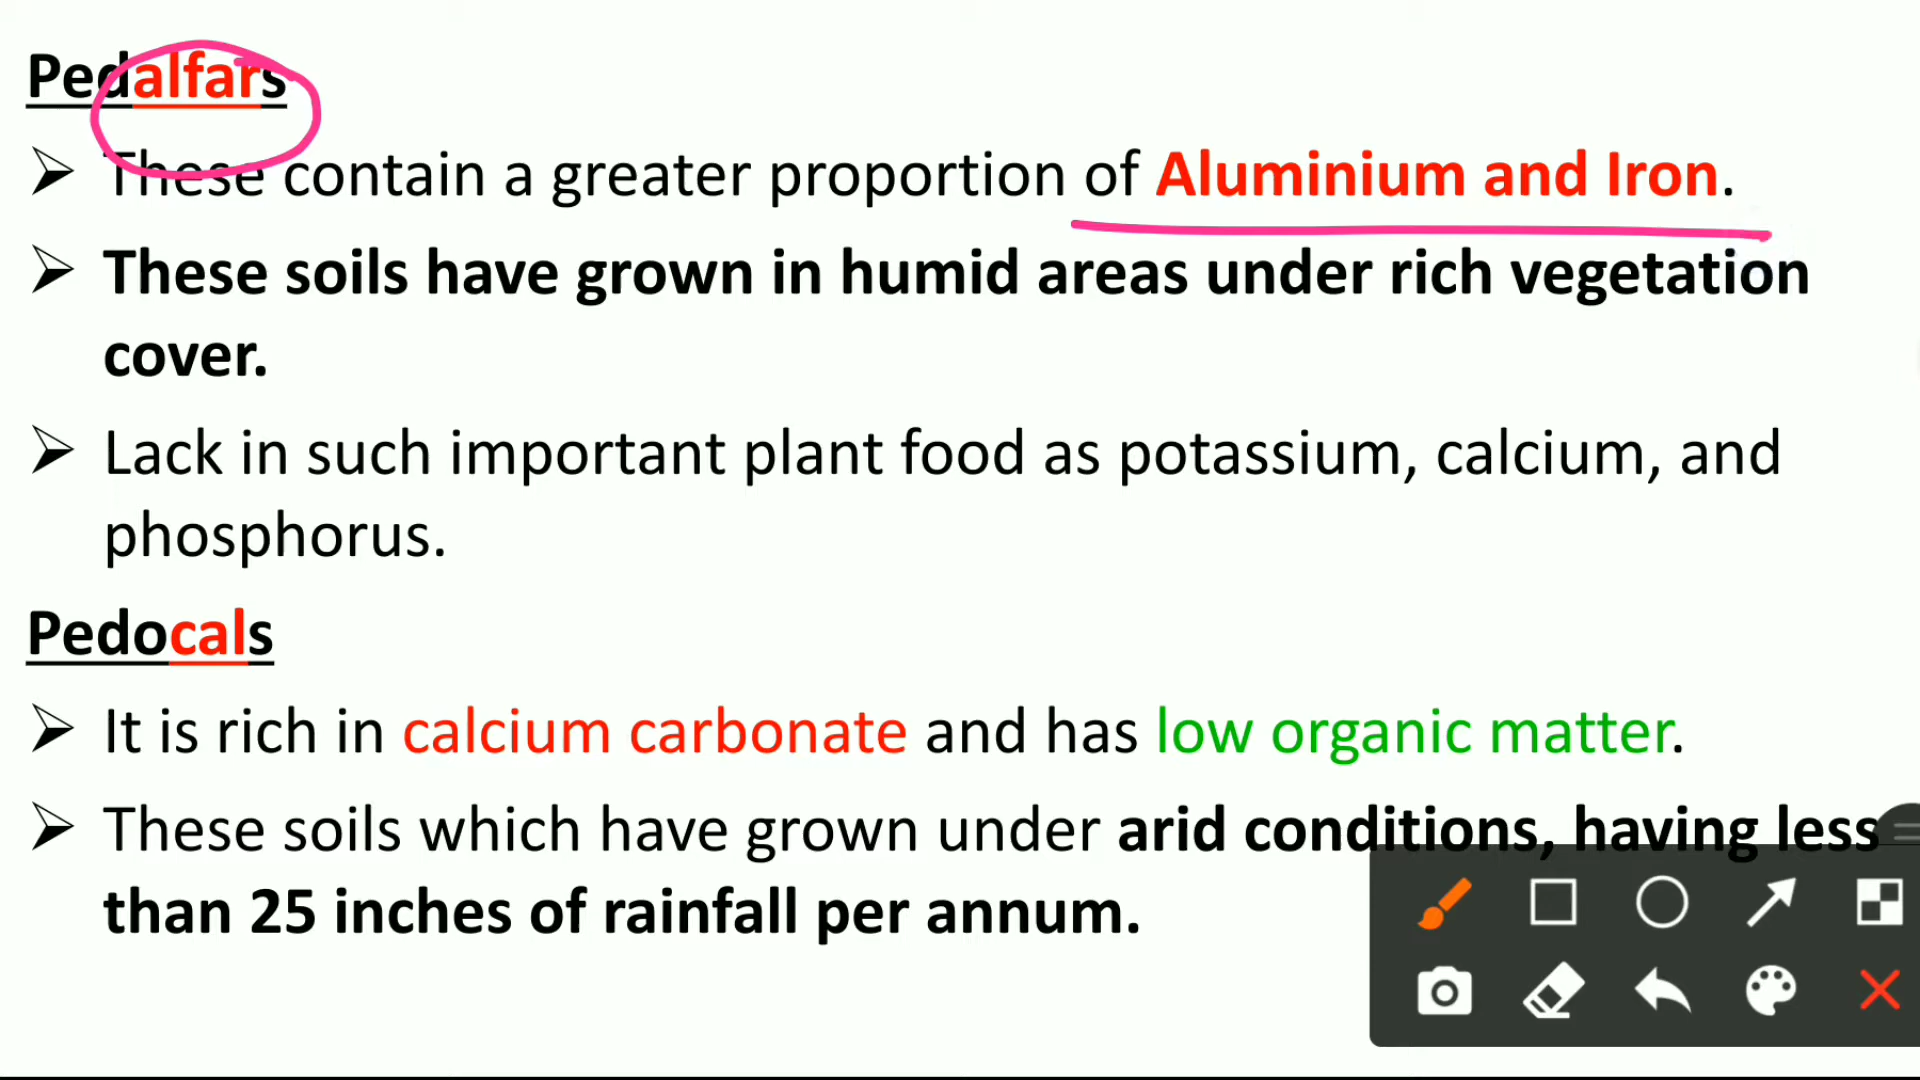 Pedalfars
➢ These contain a greater proportion of Aluminium and Iron.
➢ These soils have grown in humid areas under rich vegetation
cover.
➢ Lack in such important plant food as potassium, calcium, and
phosphorus.
Pedocals
➢ It is rich in calcium carbonate and has low organic matter.
➢ These soils which have grown under arid conditions, having less
than 25 inches of rainfall per annum.